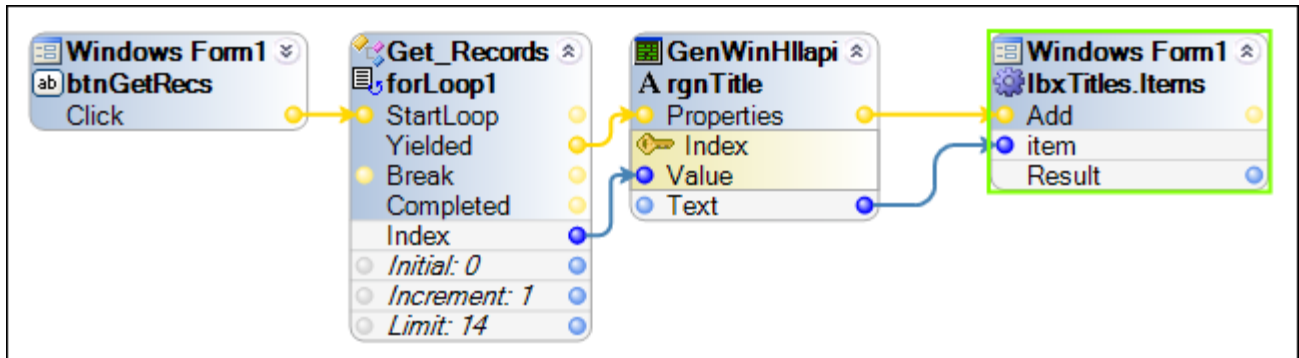 Windows Form1
ab btnGetRecs
Click
Get_Records
forLoop1
StartLoop
Yielded
Break
Completed
Index
Initial: 0
Increment: 1
Limit: 14
GenWinHllapi
A rgnTitle
Properties
Index
Value
Text
Windows Form1
lbxTitles.Items
Add
item
Result